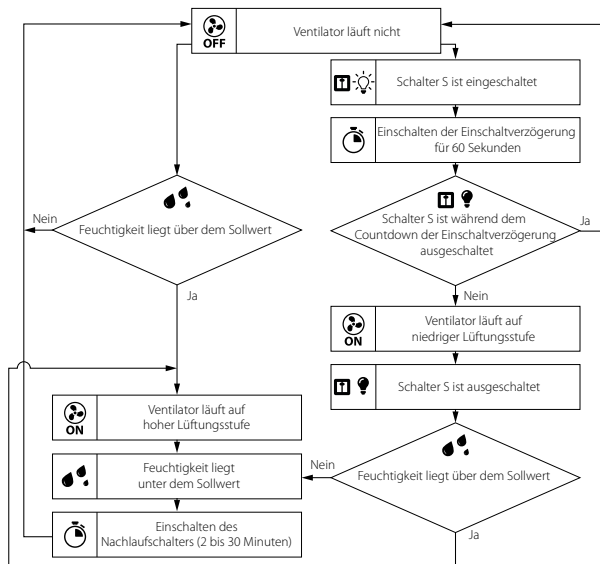 OFF
Ventilator läuft nicht
Schalter S ist eingeschaltet
Einschalten der Einschaltverzögerung
für 60 Sekunden
Nein
Feuchtigkeit liegt über dem Sollwert
Ja
Schalter S ist während dem
Countdown der Einschaltverzögerung
ausgeschaltet
Ja
Nein
ON
Ventilator läuft auf
niedriger Lüftungsstufe
Schalter S ist ausgeschaltet
ON
Ventilator läuft auf
hoher Lüftungsstufe
Feuchtigkeit liegt
unter dem Sollwert
Nein
Feuchtigkeit liegt über dem Sollwert
Ja
Einschalten des
Nachlaufschalters (2 bis 30 Minuten)